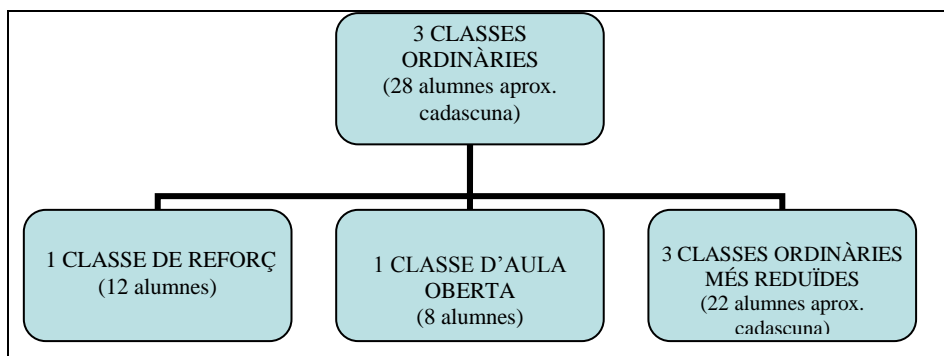 3 CLASSES
ORDINÀRIES
(28 alumnes aprox.
cadascuna)
1 CLASSE DE REFORÇ
(12 alumnes)
1 CLASSE D'AULA
OBERTA
(8 alumnes)
3 CLASSES ORDINÀRIES
MÉS REDUÏDES
(22 alumnes aprox.
cadascuna)